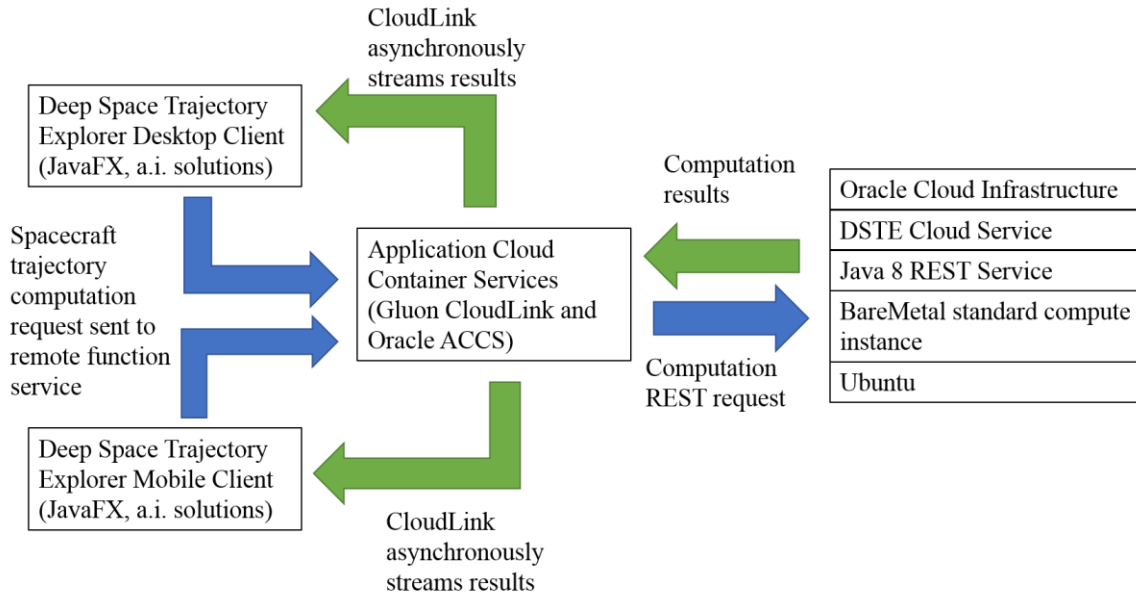 CloudLink
asynchronously
streams results
Deep Space Trajectory
Explorer Desktop Client
(JavaFX, a.i. solutions)
Spacecraft
trajectory
computation
request sent to
remote function
service
Application Cloud
Container Services
(Gluon CloudLink and
Oracle ACCS)
Computation
results
Computation
REST request
Oracle Cloud Infrastructure
DSTE Cloud Service
Java 8 REST Service
BareMetal standard compute
instance
Ubuntu
Deep Space Trajectory
Explorer Mobile Client
(JavaFX, a.i. solutions)
CloudLink
asynchronously
streams results